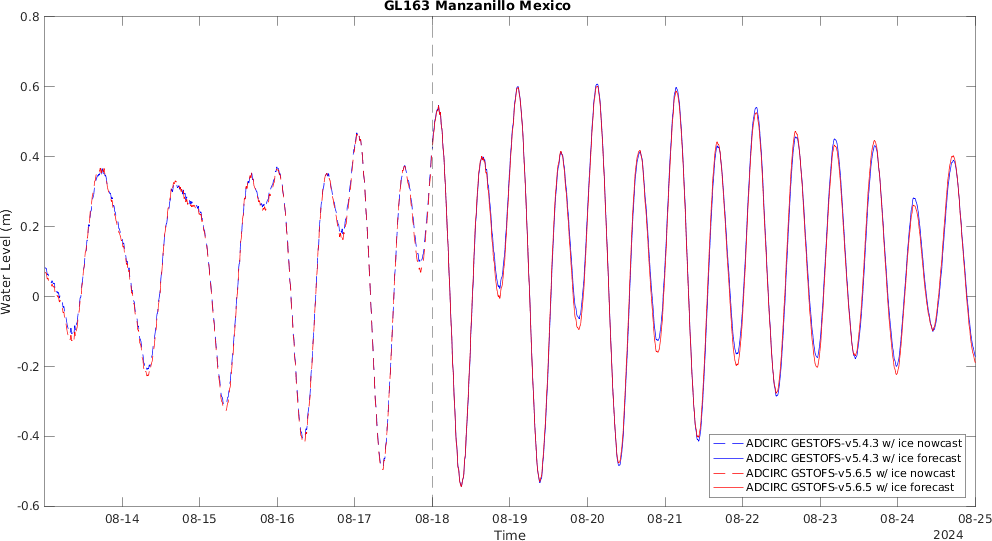 GL163 Manzanillo Mexico
0.8
0.6
0.4
0.2
0
-0.2
-0.4
-0.6
Water Level (m)
ADCIRC GESTOFS-v5.4.3 w/ ice nowcast
ADCIRC GESTOFS-v5.4.3 w/ ice forecast
ADCIRC GSTOFS-v5.6.5 w/ ice nowcast
ADCIRC GSTOFS-v5.6.5 w/ ice forecast
08-14 08-15 08-16 08-17 08-18 08-19 08-20 08-21 08-22 08-23 08-24 08-25
Time
2024